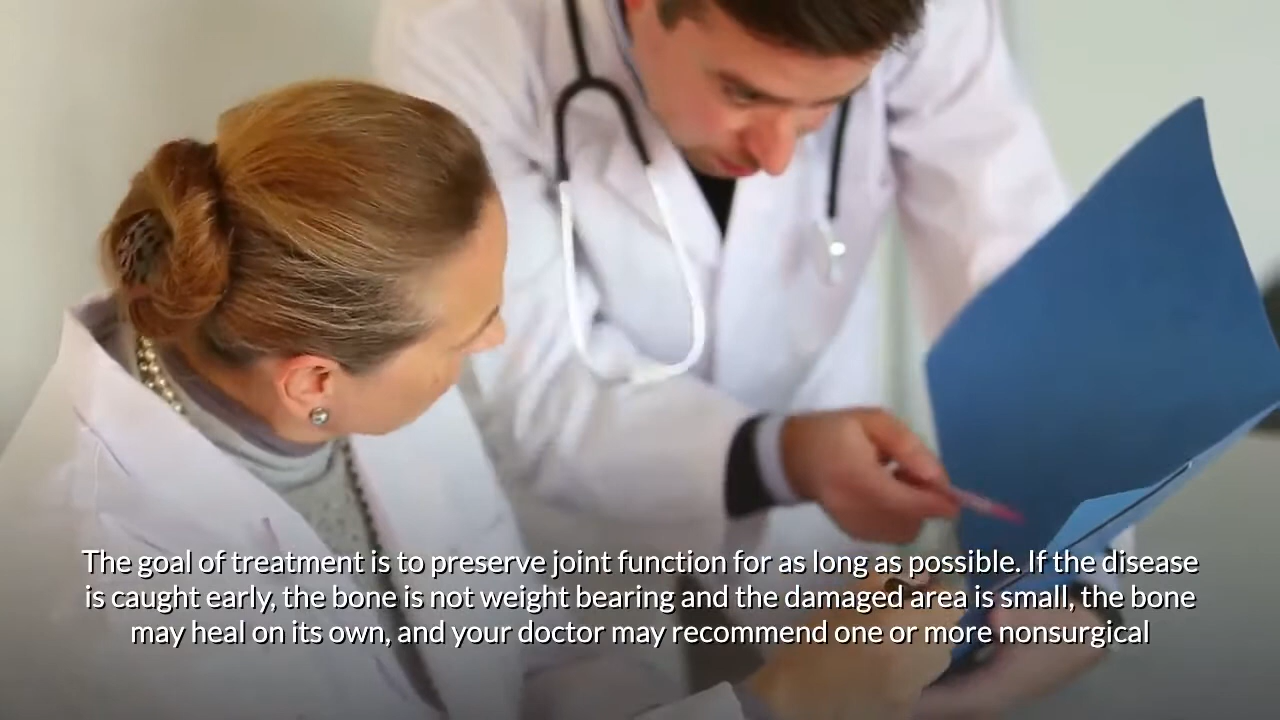 The goal of treatment is to preserve joint function for as long as possible. If the disease
is caught early, the bone is not weight bearing and the damaged area is small, the bone
may heal on its own, and your doctor may recommend one or more nonsurgical